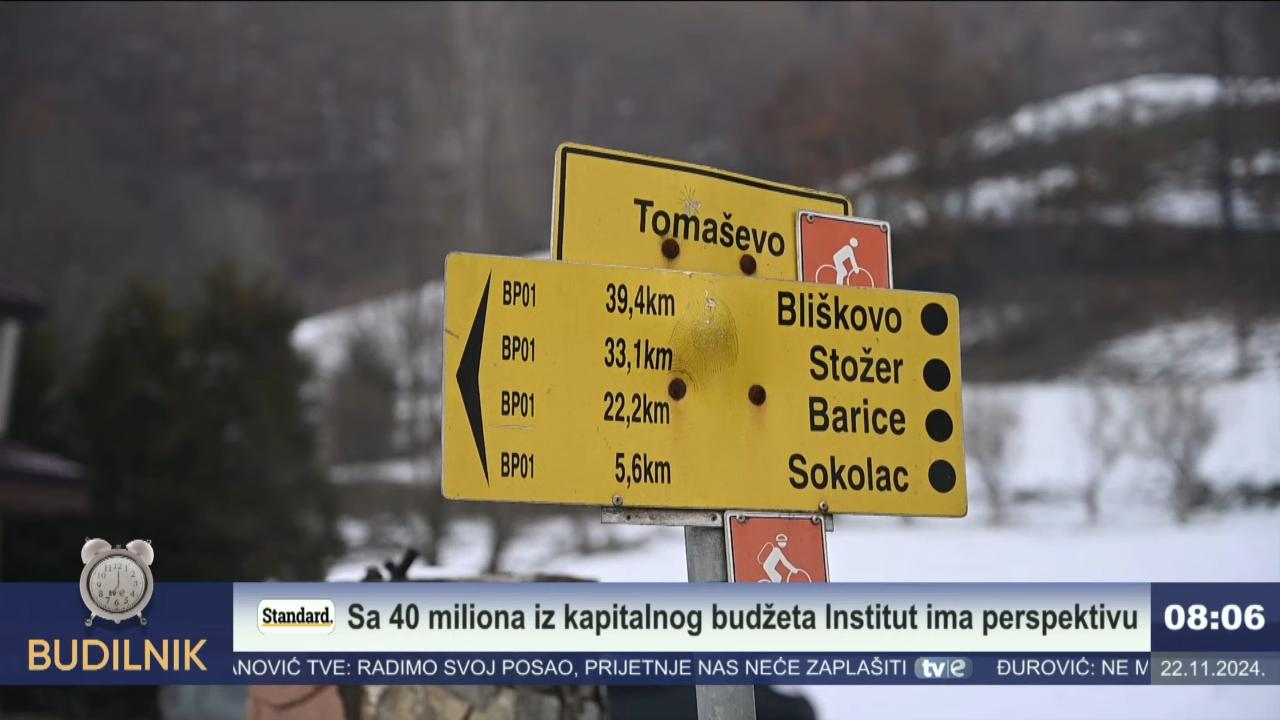 Tomaševo
BP01 39,4km Bliškovo
BP01 33,1km Stožer
BP01 22,2km Barice
BP01 5,6km Sokolac
Standard. Sa 40 miliona iz kapitalnog budžeta Institut ima perspektivu
08:06
BUDILNIK
ANOVIĆ TVE: RADIMO SVOJ POSAO, PRIJETNJE NAS NEĆE ZAPLAŠITI tve ĐUROVIĆ: NE M
22.11.2024.